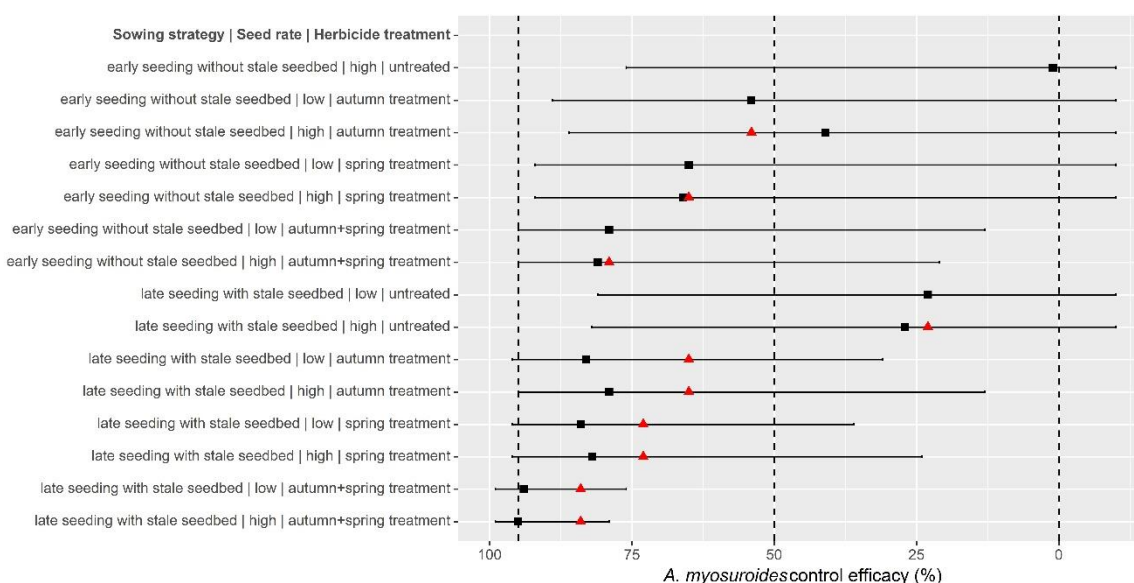 Sowing strategy | Seed rate | Herbicide treatment
early seeding without stale seedbed | high | untreated
early seeding without stale seedbed | low | autumn treatment
early seeding without stale seedbed | high | autumn treatment
early seeding without stale seedbed | low | spring treatment
early seeding without stale seedbed | high | spring treatment
early seeding without stale seedbed | low | autumn+spring treatment
early seeding without stale seedbed | high | autumn+spring treatment
late seeding with stale seedbed | low | untreated
late seeding with stale seedbed | high | untreated
late seeding with stale seedbed | low | autumn treatment
late seeding with stale seedbed | high | autumn treatment
late seeding with stale seedbed | low | spring treatment
late seeding with stale seedbed | high | spring treatment
late seeding with stale seedbed | low | autumn+spring treatment
late seeding with stale seedbed | high | autumn+spring treatment
100 75 50 25 0
A. myosuroides control efficacy (%)